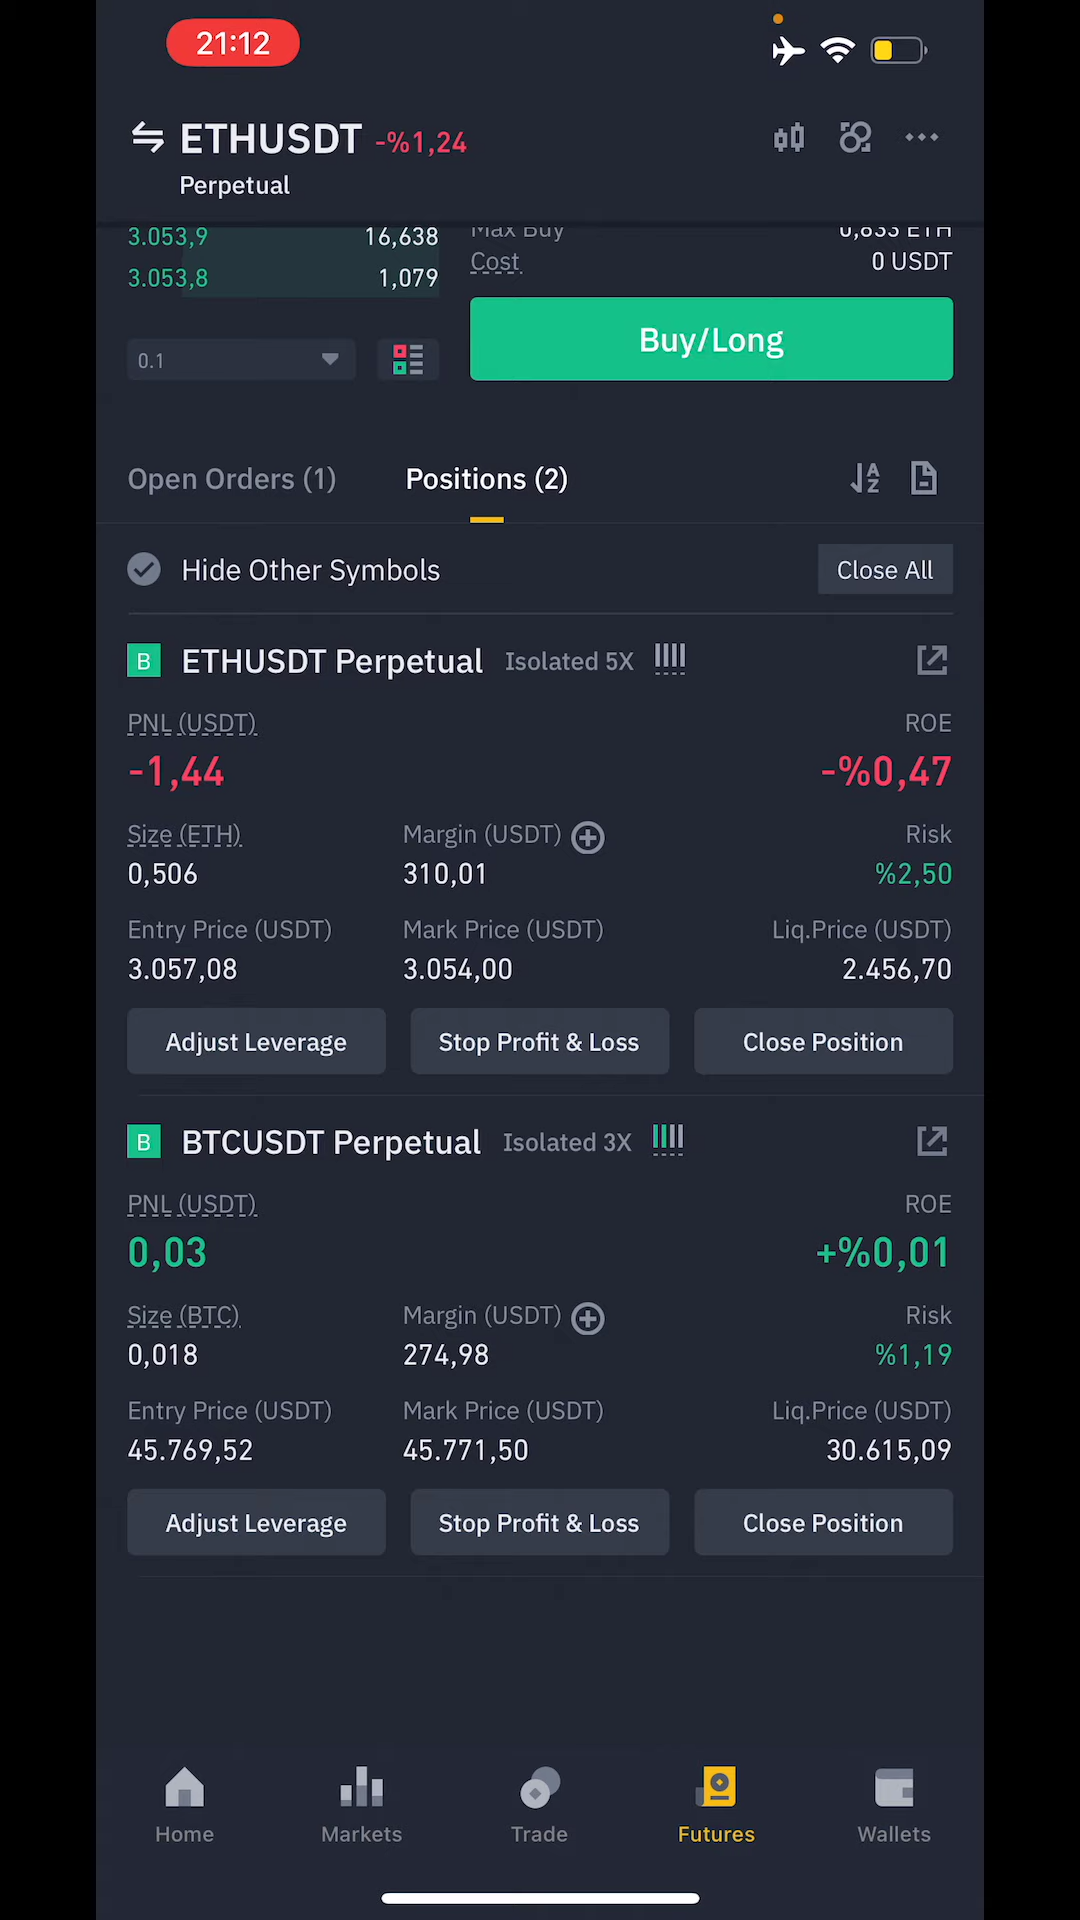 21:12
ETHUSDT -%1,24
Perpetual
3.053,9 16,638
Max Buy 0,833 ETH
3.053,8 1,079
Cost 0 USDT
0.1
Buy/Long
Open Orders (1) Positions (2)
Hide Other Symbols Close All
B ETHUSDT Perpetual Isolated 5X
PNL (USDT) ROE
-1,44 -%0,47
Size (ETH) Margin (USDT) Risk
0,506 310,01 %2,50
Entry Price (USDT) Mark Price (USDT) Liq.Price (USDT)
3.057,08 3.054,00 2.456,70
Adjust Leverage Stop Profit & Loss Close Position
B BTCUSDT Perpetual Isolated 3X
PNL (USDT) ROE
0,03 +%0,01
Size (BTC) Margin (USDT) Risk
0,018 274,98 %1,19
Entry Price (USDT) Mark Price (USDT) Liq.Price (USDT)
45.769,52 45.771,50 30.615,09
Adjust Leverage Stop Profit & Loss Close Position
Home Markets Trade Futures Wallets